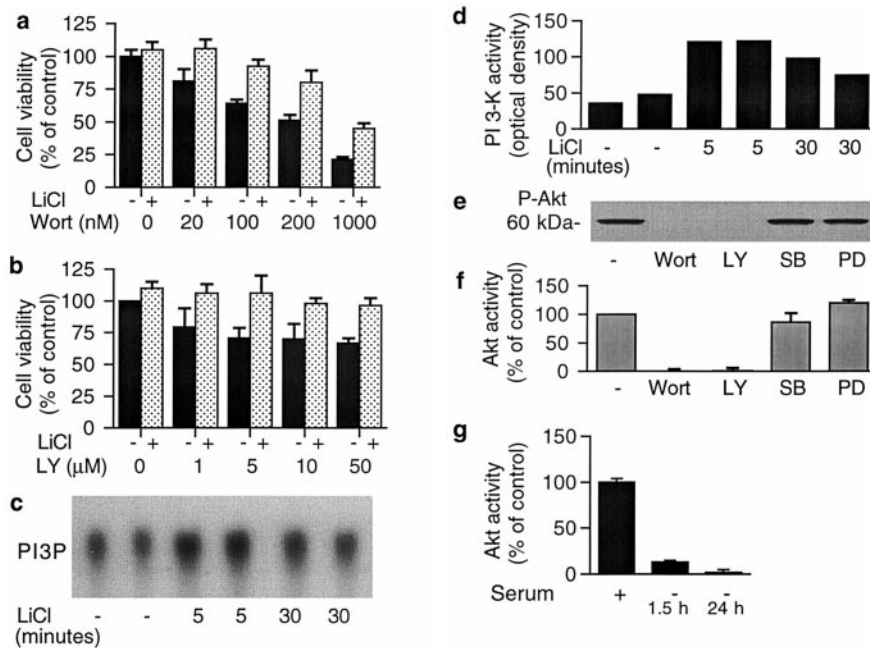 a
Cell viability
(% of control)
125
100
75
50
25
0
LiCl - + - + - + - + - +
Wort (nM) 0 20 100 200 1000
b
Cell viability
(% of control)
125
100
75
50
25
0
LiCl - + - + - + - + - +
LY (µM) 0 1 5 10 50
c
PI3P
LiCl - - 5 5 30 30
(minutes)
d
PI 3-K activity
(optical density)
150
100
50
0
LiCl - - 5 5 30 30
(minutes)
e
P-Akt
60 kDa-
- Wort LY SB PD
f
Akt activity
(% of control)
150
100
50
0
- Wort LY SB PD
g
Akt activity
(% of control)
150
100
50
0
Serum + - -
1.5 h 24 h